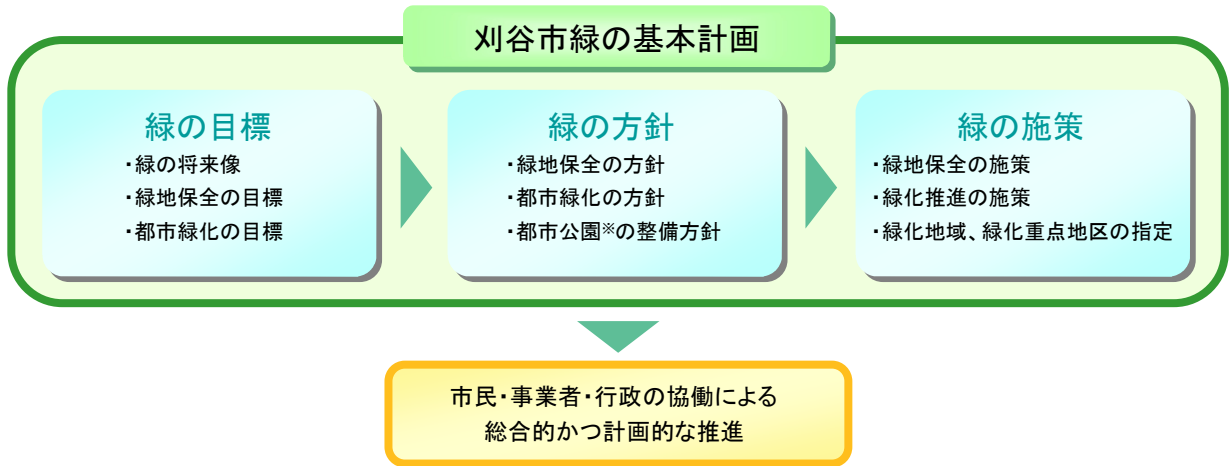 刈谷市緑の基本計画
緑の目標
・緑の将来像
・緑地保全の目標
・都市緑化の目標
緑の方針
・緑地保全の方針
・都市緑化の方針
・都市公園※の整備方針
緑の施策
・緑地保全の施策
・緑化推進の施策
・緑化地域、緑化重点地区の指定
市民・事業者・行政の協働による
総合的かつ計画的な推進